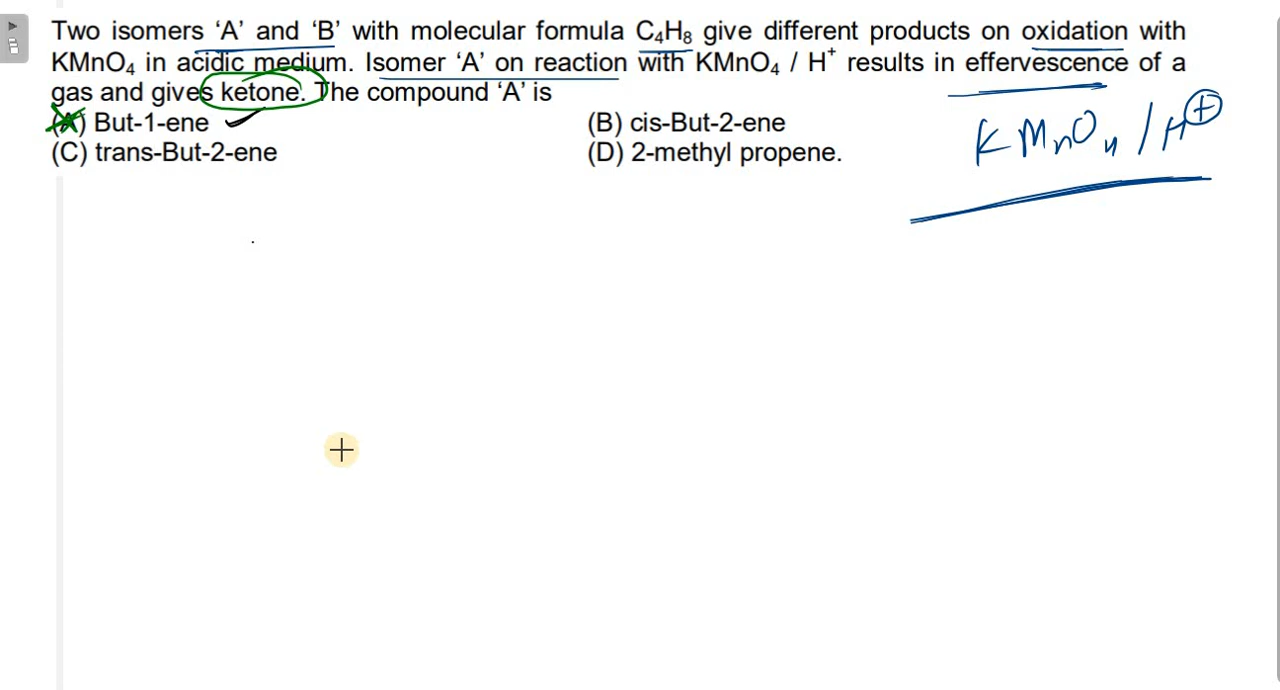 Two isomers ‘A’ and ‘B’ with molecular formula C₄H₈ give different products on oxidation with
KMnO₄ in acidic medium. Isomer ‘A’ on reaction with KMnO₄ / H⁺ results in effervescence of a
gas and gives ketone. The compound ‘A’ is
(A) But-1-ene
(B) cis-But-2-ene
(C) trans-But-2-ene
(D) 2-methyl propene.
KMnO₄ / H⊕